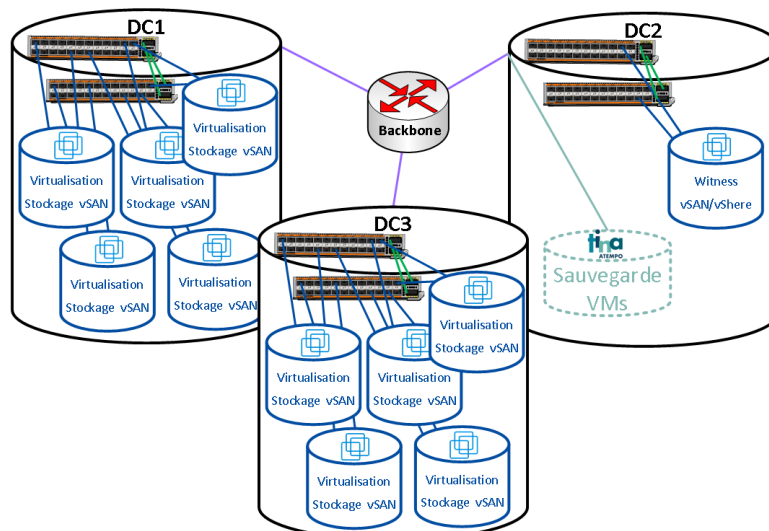 DC1
DC2
Backbone
Virtualisation
Stockage vSAN
Virtualisation
Stockage vSAN
Virtualisation
Stockage vSAN
Virtualisation
Stockage vSAN
Virtualisation
Stockage vSAN
Witness
vSAN/vShere
tina
ATEMPO
Sauvegarde
VMs
DC3
Virtualisation
Stockage vSAN
Virtualisation
Stockage vSAN
Virtualisation
Stockage vSAN
Virtualisation
Stockage vSAN
Virtualisation
Stockage vSAN